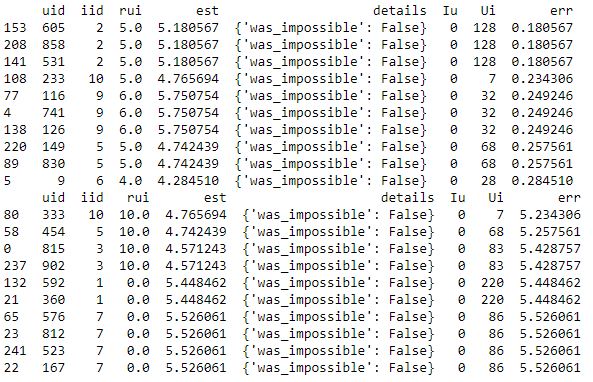 uid iid rui est details Iu Ui err
153 605 2 5.0 5.180567 {'was_impossible': False} 0 128 0.180567
208 858 2 5.0 5.180567 {'was_impossible': False} 0 128 0.180567
141 531 2 5.0 5.180567 {'was_impossible': False} 0 128 0.180567
108 233 10 5.0 4.765694 {'was_impossible': False} 0 7 0.234306
77 116 9 6.0 5.750754 {'was_impossible': False} 0 32 0.249246
4 741 9 6.0 5.750754 {'was_impossible': False} 0 32 0.249246
138 126 9 6.0 5.750754 {'was_impossible': False} 0 32 0.249246
220 149 5 5.0 4.742439 {'was_impossible': False} 0 68 0.257561
89 830 5 5.0 4.742439 {'was_impossible': False} 0 68 0.257561
5 9 6 4.0 4.284510 {'was_impossible': False} 0 28 0.284510
uid iid rui est details Iu Ui err
80 333 10 10.0 4.765694 {'was_impossible': False} 0 7 5.234306
58 454 5 10.0 4.742439 {'was_impossible': False} 0 68 5.257561
0 815 3 10.0 4.571243 {'was_impossible': False} 0 83 5.428757
237 902 3 10.0 4.571243 {'was_impossible': False} 0 83 5.428757
132 592 1 0.0 5.448462 {'was_impossible': False} 0 220 5.448462
21 360 1 0.0 5.448462 {'was_impossible': False} 0 220 5.448462
65 576 7 0.0 5.526061 {'was_impossible': False} 0 86 5.526061
23 812 7 0.0 5.526061 {'was_impossible': False} 0 86 5.526061
241 523 7 0.0 5.526061 {'was_impossible': False} 0 86 5.526061
22 167 7 0.0 5.526061 {'was_impossible': False} 0 86 5.526061